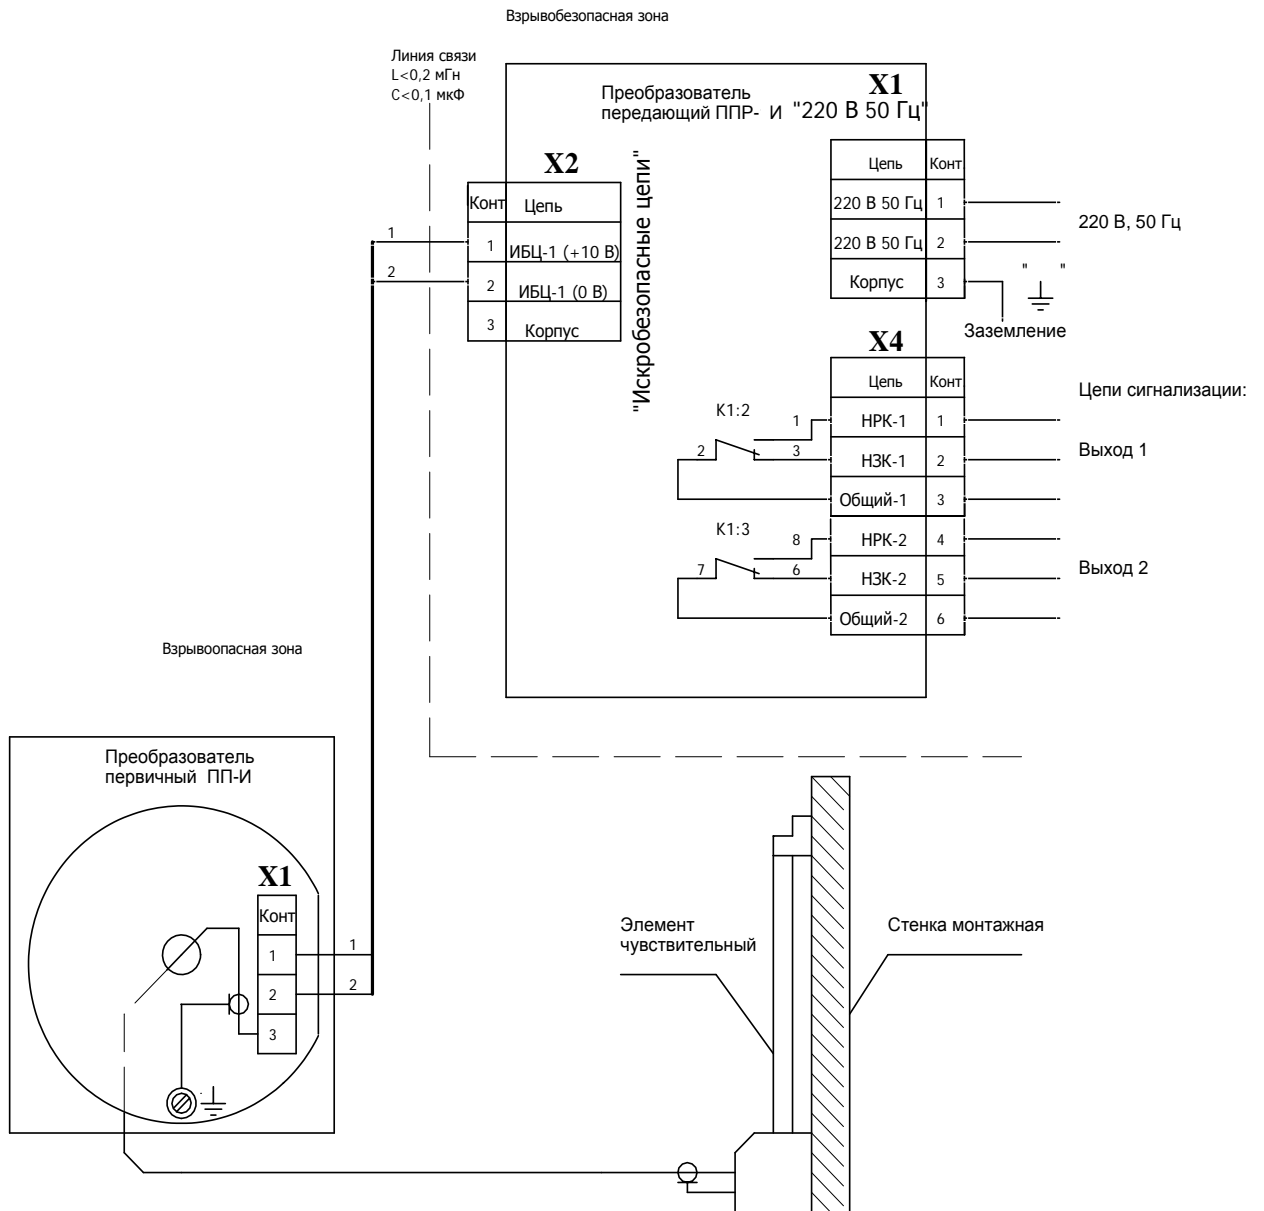 Взрывобезопасная зона
Линия связи
L<0,2 мГн
C<0,1 мкФ
Преобразователь
передающий ППР- И "220 В 50 Гц"
X1
Цепь Конт
220 В 50 Гц 1
220 В 50 Гц 2
Корпус 3
220 В, 50 Гц
" "
Заземление
X2
Конт Цепь
1 ИБЦ-1 (+10 В)
2 ИБЦ-1 (0 В)
3 Корпус
1
2
"Искробезопасные цепи"
X4
Цепь Конт
НРК-1 1
НЗК-1 2
Общий-1 3
НРК-2 4
НЗК-2 5
Общий-2 6
К1:2
1
2 3
К1:3
8
7 6
Цепи сигнализации:
Выход 1
Выход 2
Взрывоопасная зона
Преобразователь
первичный ПП-И
X1
Конт
1
2
3
1
2
Элемент
чувствительный
Стенка монтажная